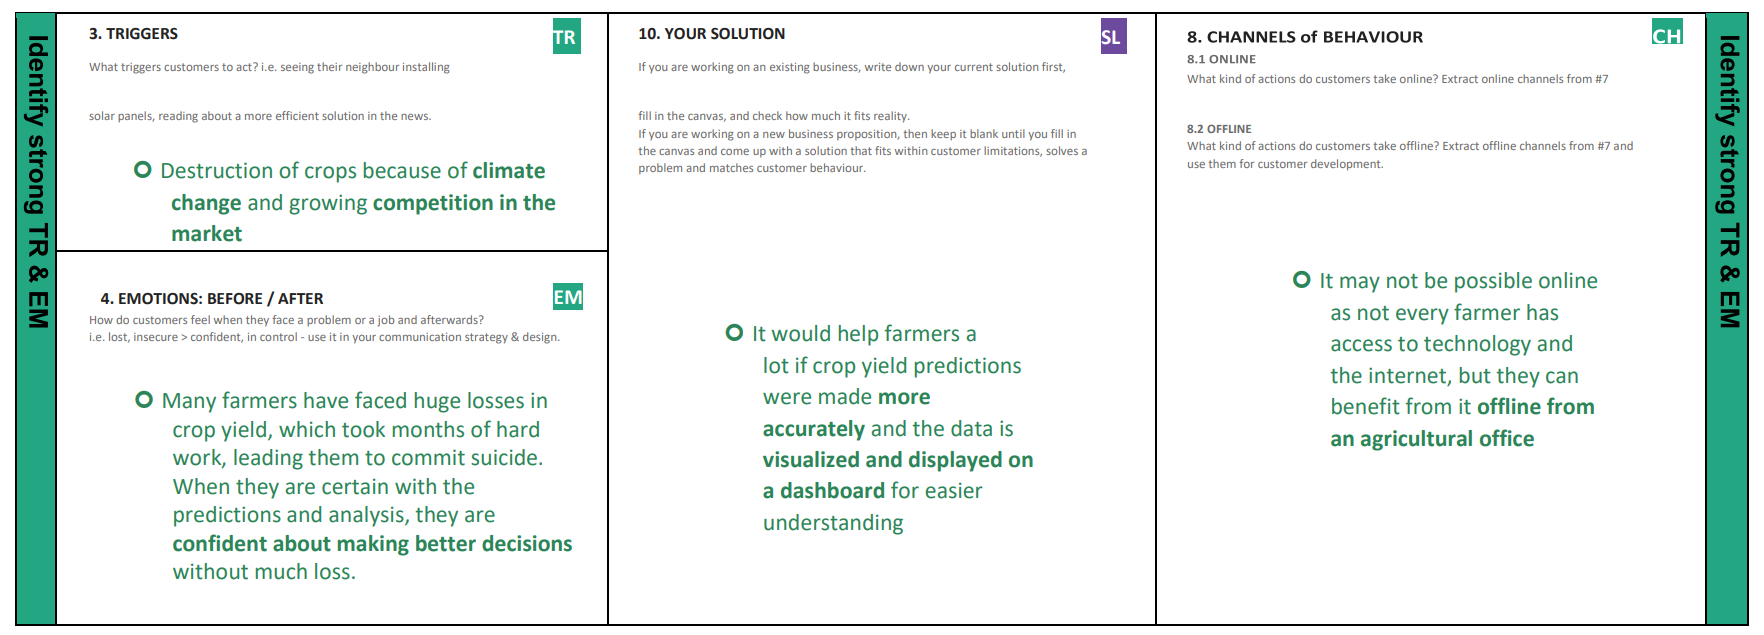 Identify strong TR & EM
3. TRIGGERS
TR
What triggers customers to act? i.e. seeing their neighbour installing
solar panels, reading about a more efficient solution in the news.
Destruction of crops because of climate
change and growing competition in the
market
4. EMOTIONS: BEFORE / AFTER
EM
How do customers feel when they face a problem or a job and afterwards?
i.e. lost, insecure > confident, in control - use it in your communication strategy & design.
Many farmers have faced huge losses in
crop yield, which took months of hard
work, leading them to commit suicide.
When they are certain with the
predictions and analysis, they are
confident about making better decisions
without much loss.
10. YOUR SOLUTION
SL
If you are working on an existing business, write down your current solution first,
fill in the canvas, and check how much it fits reality.
If you are working on a new business proposition, then keep it blank until you fill in
the canvas and come up with a solution that fits within customer limitations, solves a
problem and matches customer behaviour.
It would help farmers a
lot if crop yield predictions
were made more
accurately and the data is
visualized and displayed on
a dashboard for easier
understanding
8. CHANNELS of BEHAVIOUR
CH
8.1 ONLINE
What kind of actions do customers take online? Extract online channels from #7
8.2 OFFLINE
What kind of actions do customers take offline? Extract offline channels from #7 and
use them for customer development.
It may not be possible online
as not every farmer has
access to technology and
the internet, but they can
benefit from it offline from
an agricultural office
Identify strong TR & EM